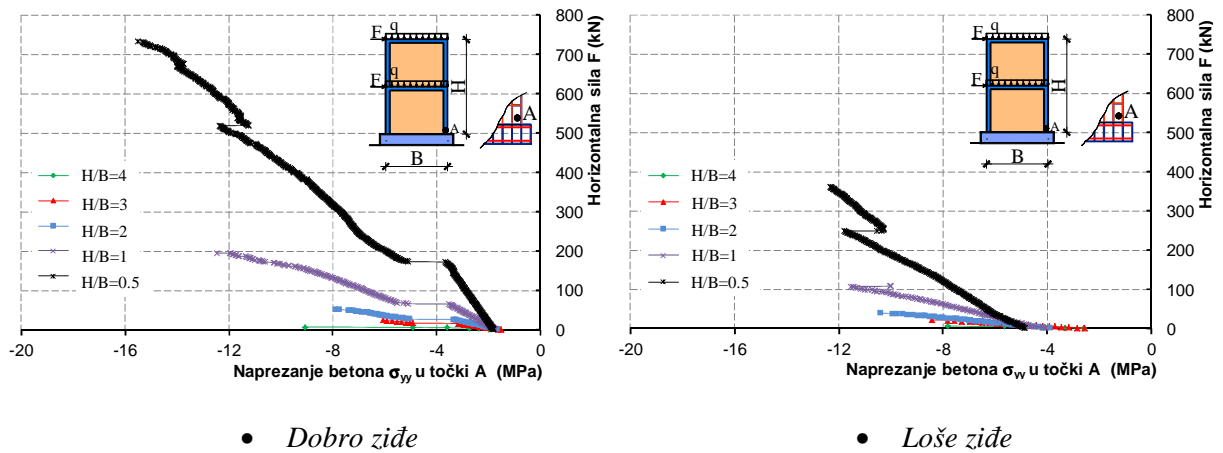 800
700
600
500
400
300
200
100
0
Horizontalna sila F (kN)
-20 -16 -12 -8 -4 0
Naprezanje betona σyy u točki A (MPa)
H/B=4
H/B=3
H/B=2
H/B=1
H/B=0.5
q
F
q
F
H
A
B
A
• Dobro ziđe
800
700
600
500
400
300
200
100
0
Horizontalna sila F (kN)
-20 -16 -12 -8 -4 0
Naprezanje betona σyy u točki A (MPa)
H/B=4
H/B=3
H/B=2
H/B=1
H/B=0.5
q
F
q
F
H
A
B
A
• Loše ziđe